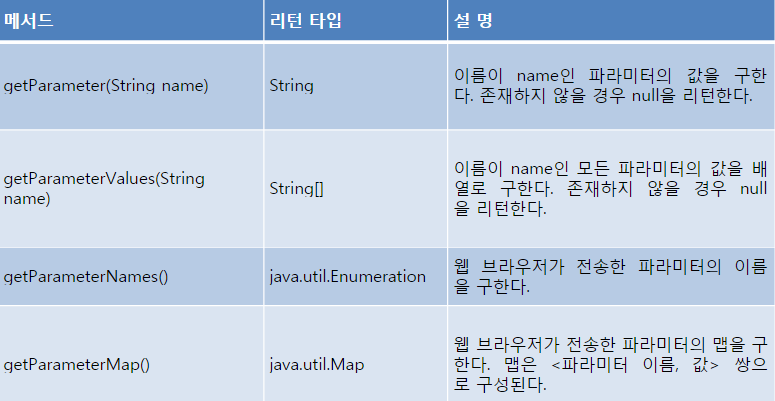 메서드 리턴 타입 설 명
getParameter(String name) String 이름이 name인 파라미터의 값을 구한
다. 존재하지 않을 경우 null을 리턴한다.
getParameterValues(String
name) String[] 이름이 name인 모든 파라미터의 값을 배
열로 구한다. 존재하지 않을 경우 null
을 리턴한다.
getParameterNames() java.util.Enumeration 웹 브라우저가 전송한 파라미터의 이름
을 구한다.
getParameterMap() java.util.Map 웹 브라우저가 전송한 파라미터의 맵을 구
한다. 맵은 <파라미터 이름, 값> 쌍으
로 구성된다.